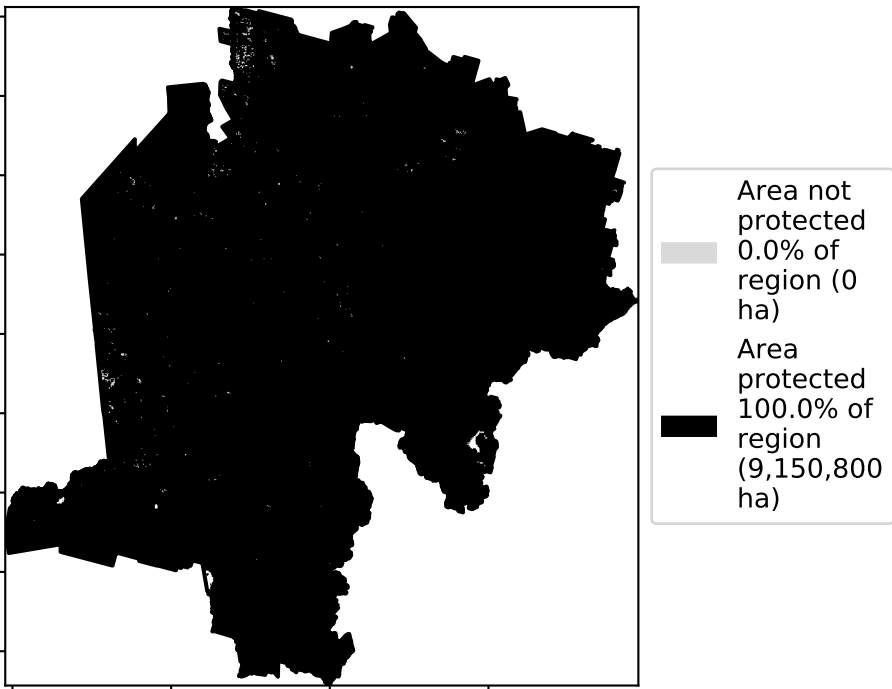 Area not
protected
0.0% of
region (0
ha)
Area
protected
100.0% of
region
(9,150,800
ha)